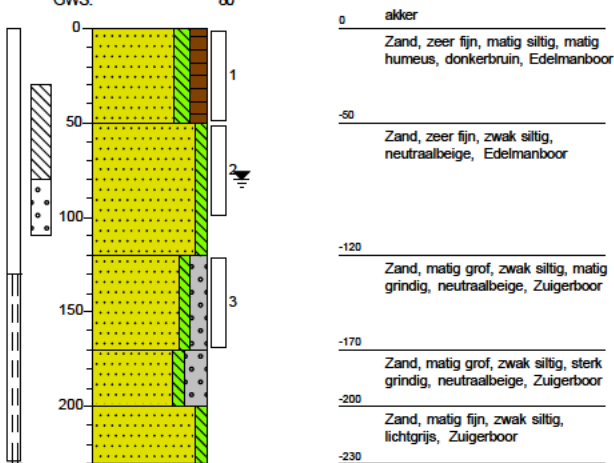 GWS: 80
0
50
100
150
200
1
2
3
0 akker
Zand, zeer fijn, matig siltig, matig
humeus, donkerbruin, Edelmanboor
-50
Zand, zeer fijn, zwak siltig,
neutraalbeige, Edelmanboor
-120
Zand, matig grof, zwak siltig, matig
grindig, neutraalbeige, Zuigerboor
-170
Zand, matig grof, zwak siltig, sterk
grindig, neutraalbeige, Zuigerboor
-200
Zand, matig fijn, zwak siltig,
lichtgrijs, Zuigerboor
-230